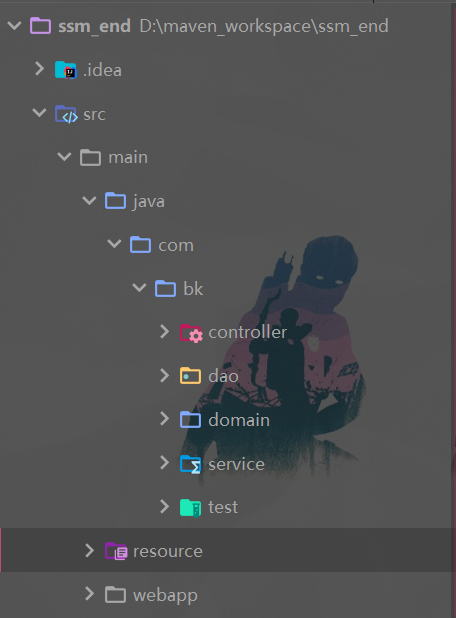 ssm_end D:\maven_workspace\ssm_end
.idea
src
main
java
com
bk
controller
dao
domain
service
test
resource
webapp